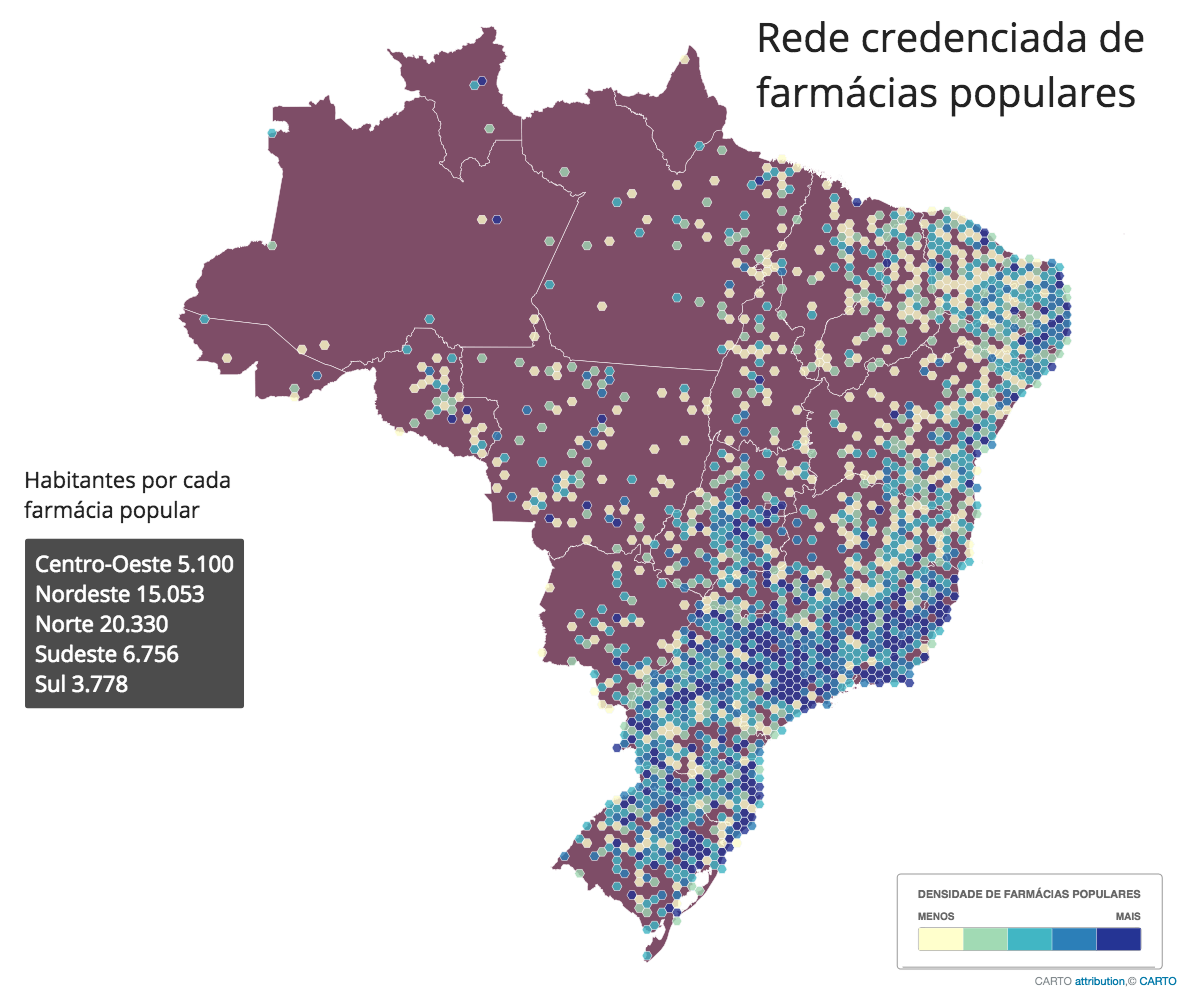 Rede credenciada de
farmácias populares
Habitantes por cada
farmácia popular
Centro-Oeste 5.100
Nordeste 15.053
Norte 20.330
Sudeste 6.756
Sul 3.778
DENSIDADE DE FARMÁCIAS POPULARES
MENOS MAIS
CARTO attribution,© CARTO